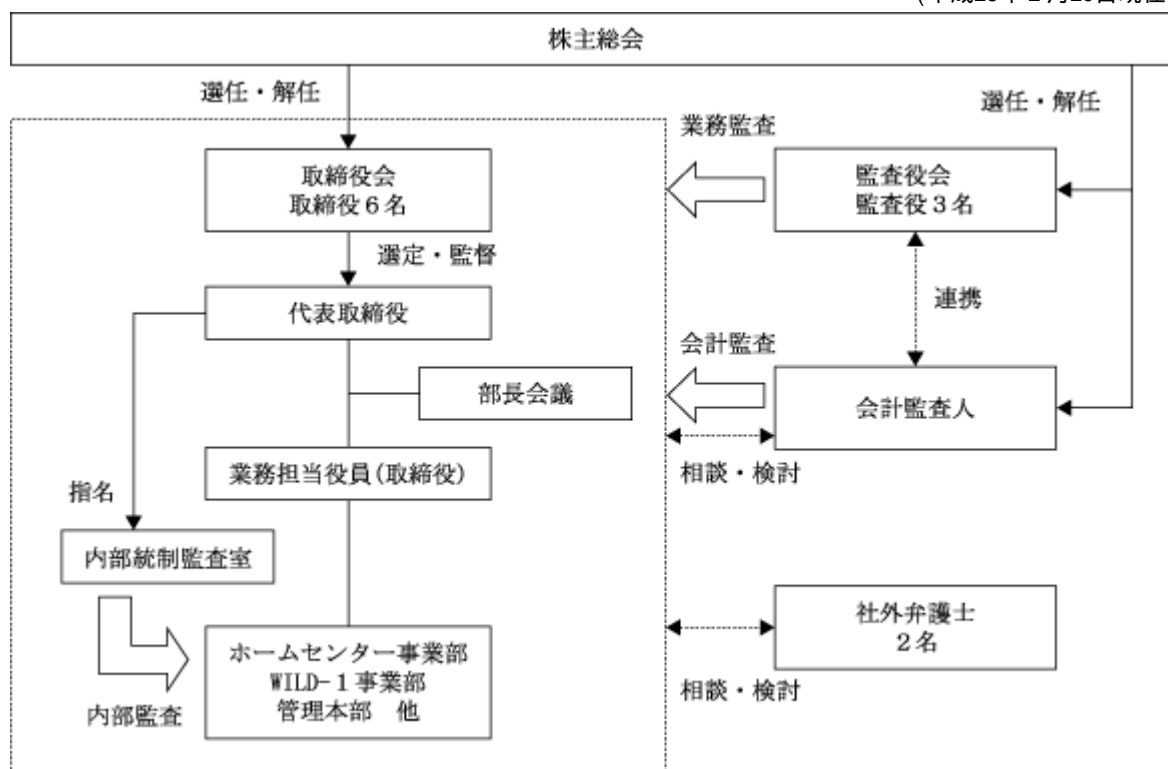 株主総会
選任・解任
選任・解任
業務監査
取締役会
取締役6名
監査役会
監査役3名
選定・監督
連携
代表取締役
会計監査
部長会議
会計監査人
業務担当役員(取締役)
相談・検討
指名
内部統制監査室
社外弁護士
2名
ホームセンター事業部
WILD-1事業部
管理本部 他
相談・検討
内部監査